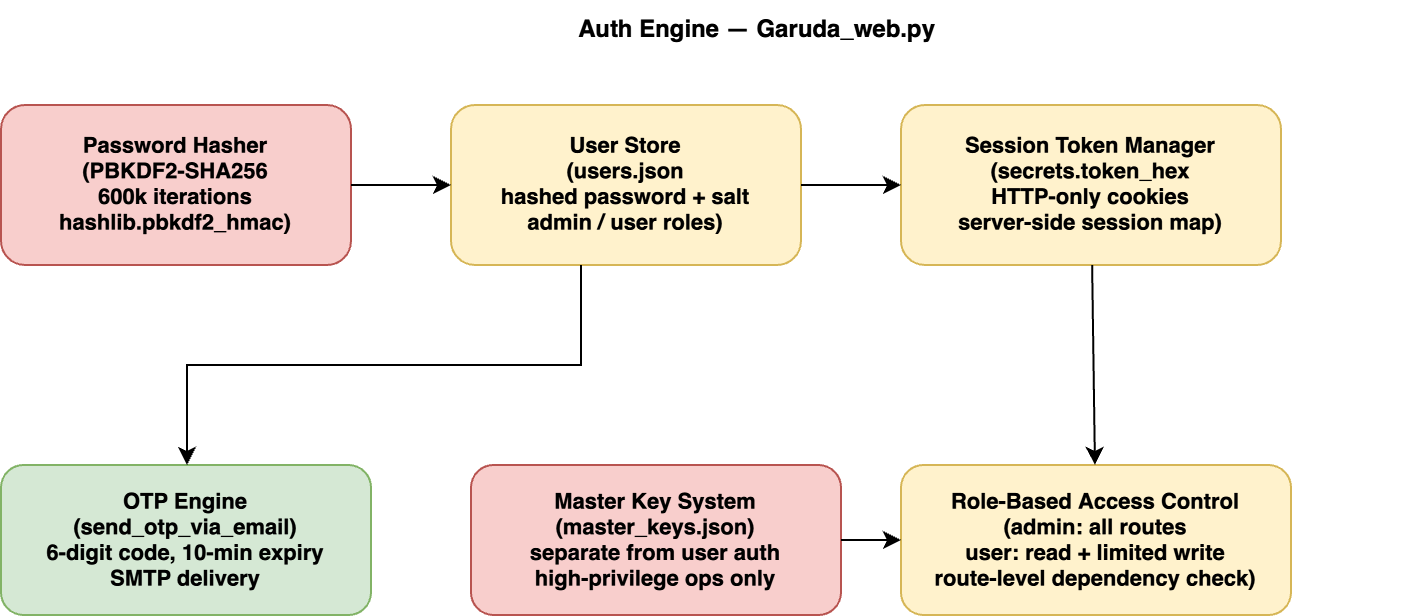 Auth Engine — Garuda_web.py
Password Hasher
(PBKDF2-SHA256
600k iterations
hashlib.pbkdf2_hmac)
User Store
(users.json
hashed password + salt
admin / user roles)
Session Token Manager
(secrets.token_hex
HTTP-only cookies
server-side session map)
OTP Engine
(send_otp_via_email)
6-digit code, 10-min expiry
SMTP delivery
Master Key System
(master_keys.json)
separate from user auth
high-privilege ops only
Role-Based Access Control
(admin: all routes
user: read + limited write
route-level dependency check)